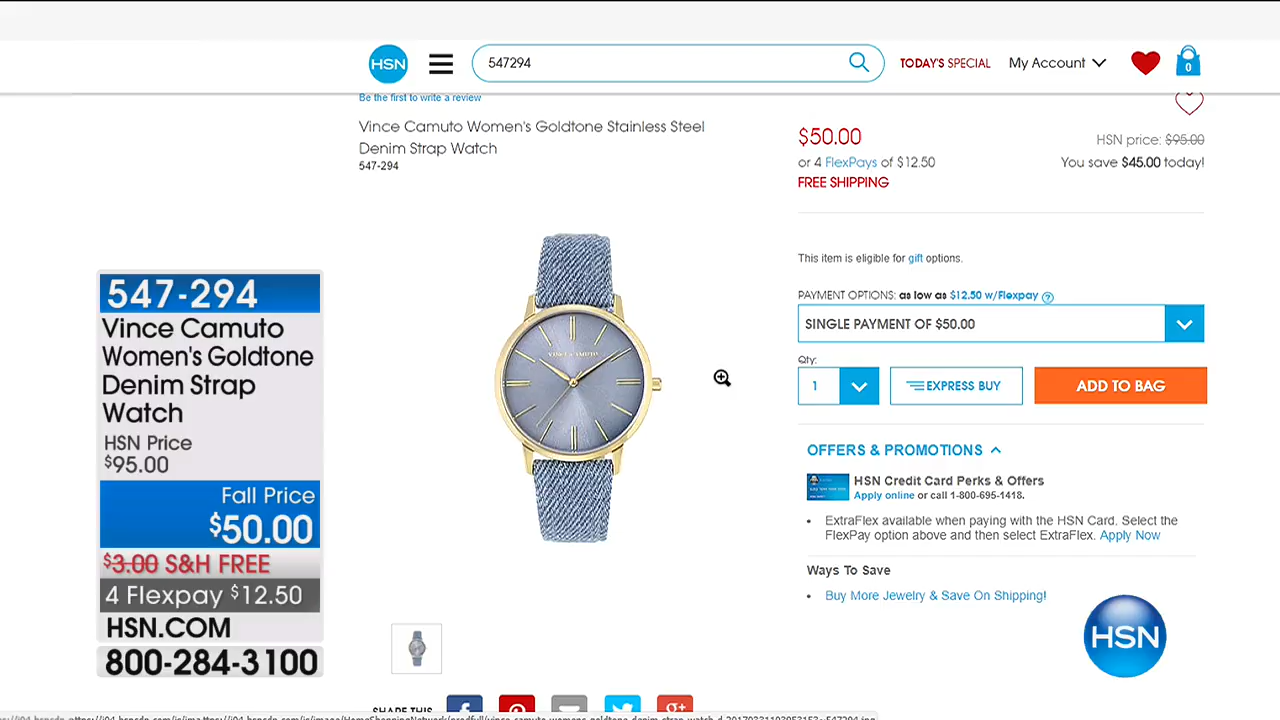 HSN
547294
TODAY'S SPECIAL
My Account
0
Be the first to write a review
Vince Camuto Women's Goldtone Stainless Steel
Denim Strap Watch
547-294
$50.00
HSN price: $95.00
or 4 FlexPays of $12.50
You save $45.00 today!
FREE SHIPPING
This item is eligible for gift options.
PAYMENT OPTIONS: as low as $12.50 w/Flexpay ?
SINGLE PAYMENT OF $50.00
Qty:
1
EXPRESS BUY
ADD TO BAG
OFFERS & PROMOTIONS
HSN Credit Card Perks & Offers
Apply online or call 1-800-695-1418.
• ExtraFlex available when paying with the HSN Card. Select the
FlexPay option above and then select ExtraFlex. Apply Now
Ways To Save
• Buy More Jewelry & Save On Shipping!
HSN
VINCE CAMUTO
547-294
Vince Camuto
Women's Goldtone
Denim Strap
Watch
HSN Price
$95.00
Fall Price
$50.00
$3.00 S&H FREE
4 Flexpay $12.50
HSN.COM
800-284-3100
SHARE THIS